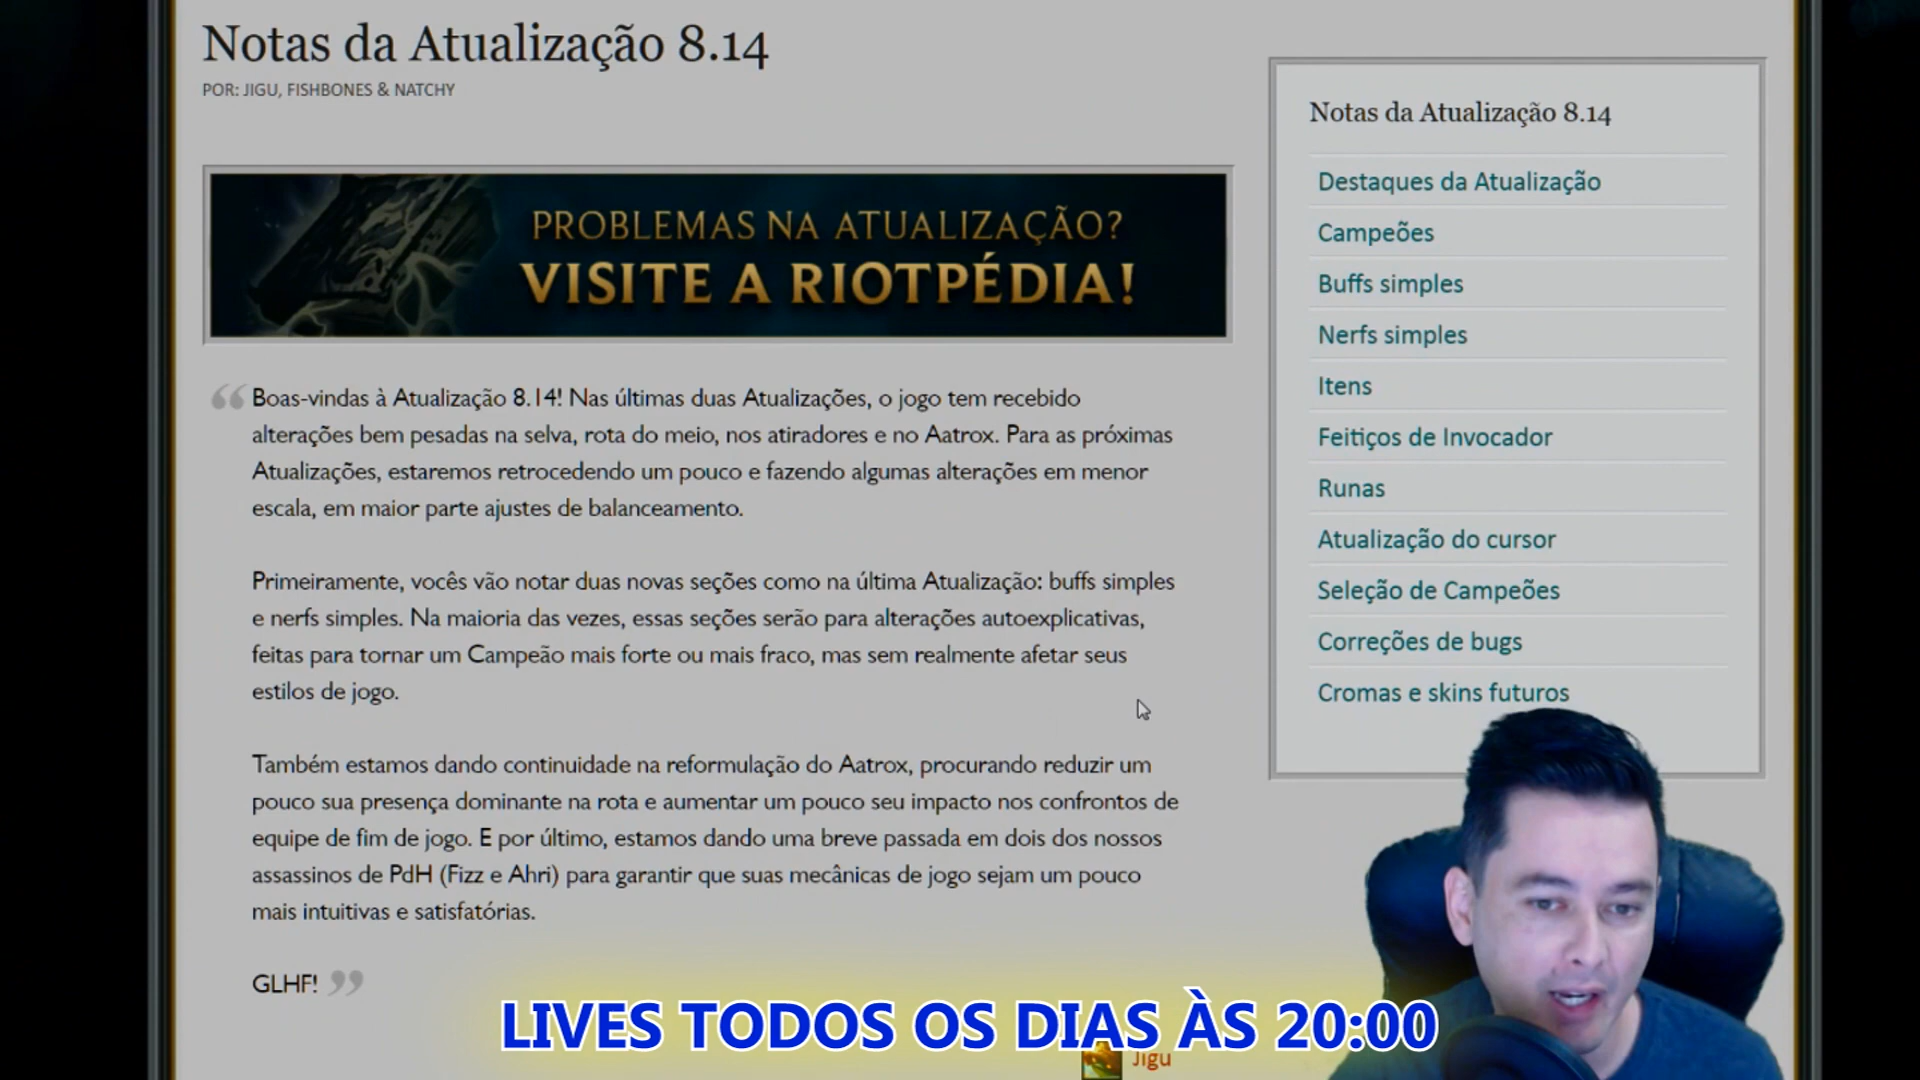 Notas da Atualização 8.14
POR: JIGU, FISHBONES & NATCHY
PROBLEMAS NA ATUALIZAÇÃO?
VISITE A RIOTPÉDIA!
Boas-vindas à Atualização 8.14! Nas últimas duas Atualizações, o jogo tem recebido
alterações bem pesadas na selva, rota do meio, nos atiradores e no Aatrox. Para as próximas
Atualizações, estaremos retrocedendo um pouco e fazendo algumas alterações em menor
escala, em maior parte ajustes de balanceamento.
Primeiramente, vocês vão notar duas novas seções como na última Atualização: buffs simples
e nerfs simples. Na maioria das vezes, essas seções serão para alterações autoexplicativas,
feitas para tornar um Campeão mais forte ou mais fraco, mas sem realmente afetar seus
estilos de jogo.
Também estamos dando continuidade na reformulação do Aatrox, procurando reduzir um
pouco sua presença dominante na rota e aumentar um pouco seu impacto nos confrontos de
equipe de fim de jogo. E por último, estamos dando uma breve passada em dois dos nossos
assassinos de PdH (Fizz e Ahri) para garantir que suas mecânicas de jogo sejam um pouco
mais intuitivas e satisfatórias.
GLHF!
Jigu
Notas da Atualização 8.14
Destaques da Atualização
Campeões
Buffs simples
Nerfs simples
Itens
Feitiços de Invocador
Runas
Atualização do cursor
Seleção de Campeões
Correções de bugs
Cromas e skins futuros
LIVES TODOS OS DIAS ÀS 20:00